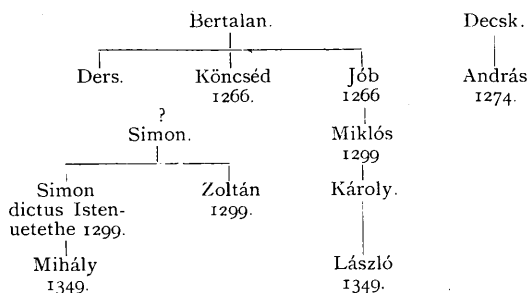 Bertalan. Decsk.
Ders. Köncséd Jób András
1266. 1266 1274.
?
Simon. Miklós
1299
Simon Zoltán Károly.
dictus Isten- 1299.
uetethe 1299.
Mihály László
1349. 1349.